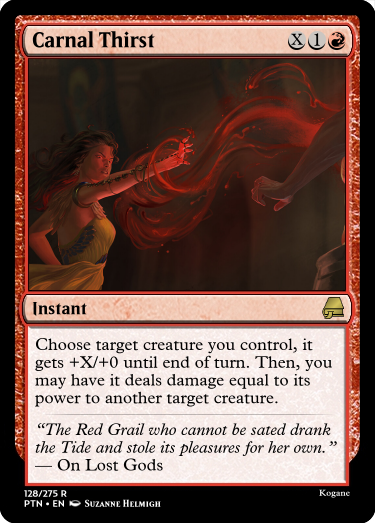 Carnal Thirst X 1
Instant
Choose target creature you control, it
gets +X/+0 until end of turn. Then, you
may have it deals damage equal to its
power to another target creature.
“The Red Grail who cannot be sated drank
the Tide and stole its pleasures for her own.”
— On Lost Gods
128/275 R
Kogane
PTN • EN Suzanne Helmigh